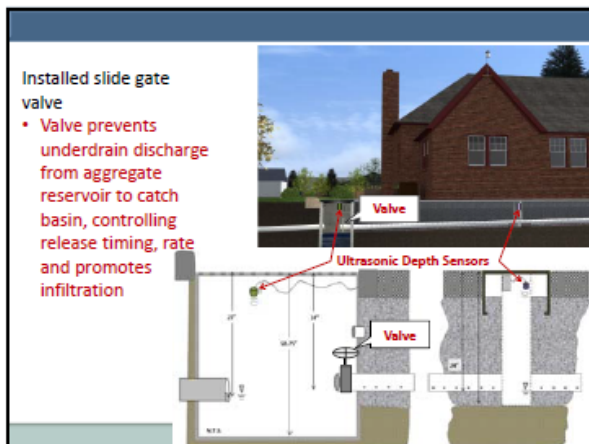 Installed slide gate
valve
• Valve prevents
underdrain discharge
from aggregate
reservoir to catch
basin, controlling
release timing, rate
and promotes
infiltration
Valve
Ultrasonic Depth Sensors
Valve
N.T.S.